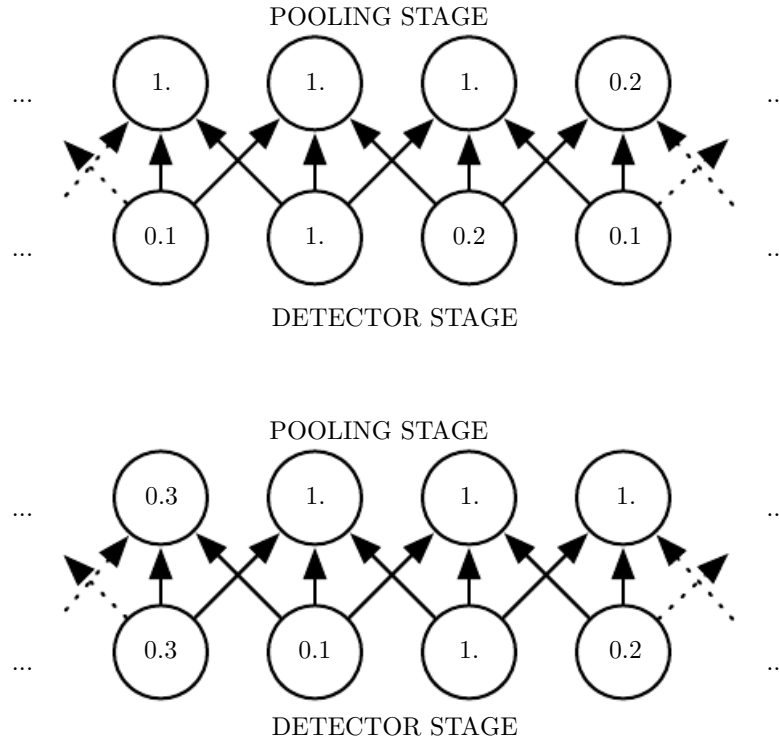 POOLING STAGE
... 1. 1. 1. 0.2 ..
... 0.1 1. 0.2 0.1 ..
DETECTOR STAGE
POOLING STAGE
... 0.3 1. 1. 1. ..
... 0.3 0.1 1. 0.2 ..
DETECTOR STAGE